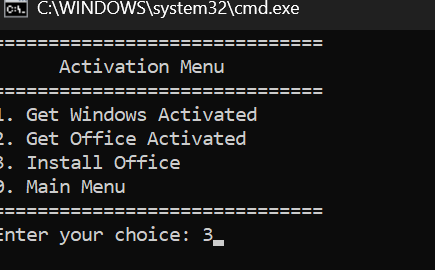 C:\WINDOWS\system32\cmd.exe
==============================
Activation Menu
==============================
1. Get Windows Activated
2. Get Office Activated
3. Install Office
0. Main Menu
==============================
Enter your choice: 3